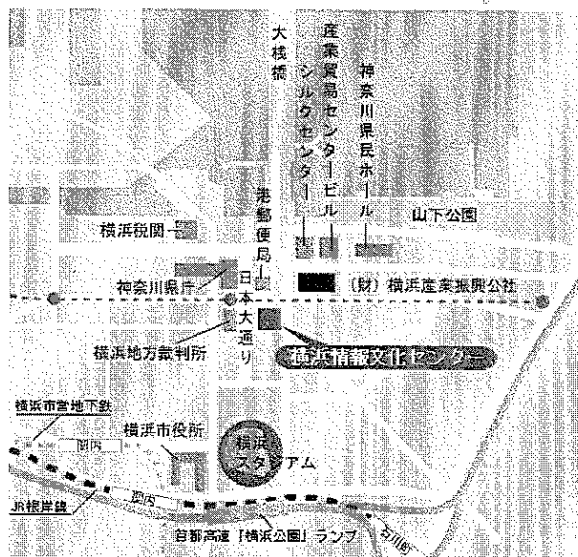 大桟橋
シルクセンター
産業貿易センタービル
神奈川県民ホール
山下公園
横浜税関
港郵便局
神奈川県庁
日本大通り
(財)横浜産業振興公社
横浜地方裁判所
横浜情報文化センター
横浜市営地下鉄
関内
横浜市役所
横浜
スタジアム
JR根岸線
関内
首都高速「横浜公園」ランプ
石川町